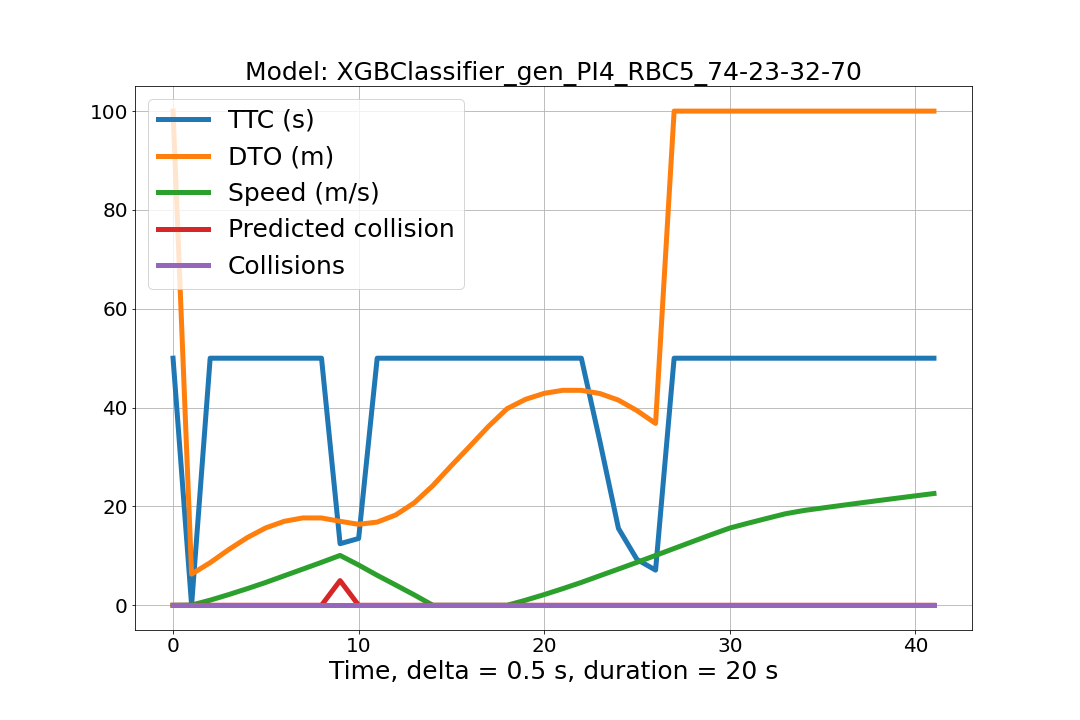 Model: XGBClassifier_gen_PI4_RBC5_74-23-32-70
100
80
60
40
20
0
TTC (s)
DTO (m)
Speed (m/s)
Predicted collision
Collisions
0 10 20 30 40
Time, delta = 0.5 s, duration = 20 s